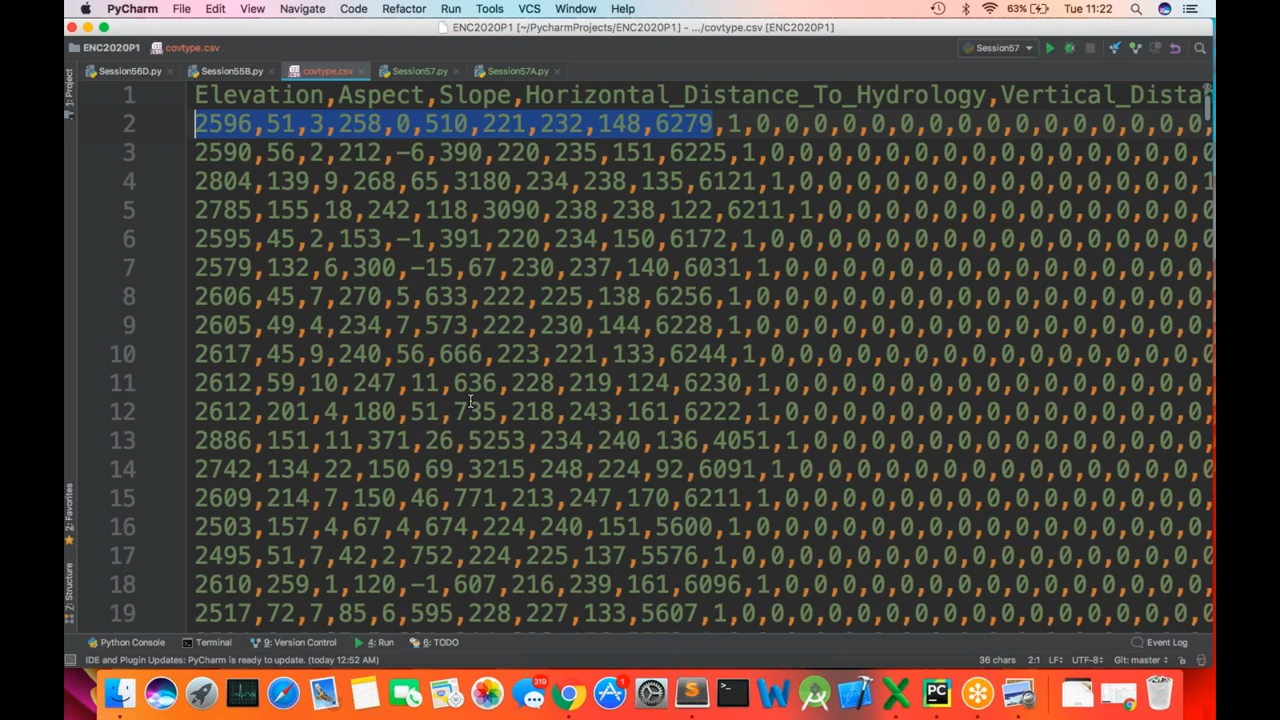 PyCharm File Edit View Navigate Code Refactor Run Tools VCS Window Help 63% Tue 11:22
ENC2020P1 [~/PycharmProjects/ENC2020P1] - .../covtype.csv [ENC2020P1]
ENC2020P1 covtype.csv Session57
Session56D.py Session55B.py covtype.csv Session57.py Session57A.py
1: Project
1 Elevation,Aspect,Slope,Horizontal_Distance_To_Hydrology,Vertical_Dista
2 2596,51,3,258,0,510,221,232,148,6279,1,0,0,0,0,0,0,0,0,0,0,0,0,0,0,0,0,
3 2590,56,2,212,-6,390,220,235,151,6225,1,0,0,0,0,0,0,0,0,0,0,0,0,0,0,0,0
4 2804,139,9,268,65,3180,234,238,135,6121,1,0,0,0,0,0,0,0,0,0,0,0,0,0,0,1
5 2785,155,18,242,118,3090,238,238,122,6211,1,0,0,0,0,0,0,0,0,0,0,0,0,0,0
6 2595,45,2,153,-1,391,220,234,150,6172,1,0,0,0,0,0,0,0,0,0,0,0,0,0,0,0,0
7 2579,132,6,300,-15,67,230,237,140,6031,1,0,0,0,0,0,0,0,0,0,0,0,0,0,0,0,0
8 2606,45,7,270,5,633,222,225,138,6256,1,0,0,0,0,0,0,0,0,0,0,0,0,0,0,0,0,
9 2605,49,4,234,7,573,222,230,144,6228,1,0,0,0,0,0,0,0,0,0,0,0,0,0,0,0,0,
10 2617,45,9,240,56,666,223,221,133,6244,1,0,0,0,0,0,0,0,0,0,0,0,0,0,0,0,0
11 2612,59,10,247,11,636,228,219,124,6230,1,0,0,0,0,0,0,0,0,0,0,0,0,0,0,0,
12 2612,201,4,180,51,735,218,243,161,6222,1,0,0,0,0,0,0,0,0,0,0,0,0,0,0,0,
13 2886,151,11,371,26,5253,234,240,136,4051,1,0,0,0,0,0,0,0,0,0,0,0,0,0,0,
14 2742,134,22,150,69,3215,248,224,92,6091,1,0,0,0,0,0,0,0,0,0,0,0,0,0,0,0
15 2609,214,7,150,46,771,213,247,170,6211,1,0,0,0,0,0,0,0,0,0,0,0,0,0,0,0,
16 2503,157,4,67,4,674,224,240,151,5600,1,0,0,0,0,0,0,0,0,0,0,0,0,0,0,0,0,
17 2495,51,7,42,2,752,224,225,137,5576,1,0,0,0,0,0,0,0,0,0,0,0,0,0,0,0,0,0
18 2610,259,1,120,-1,607,216,239,161,6096,1,0,0,0,0,0,0,0,0,0,0,0,0,0,0,0,
19 2517,72,7,85,6,595,228,227,133,5607,1,0,0,0,0,0,0,0,0,0,0,0,0,0,0,0,0,0
2: Favorites
7: Structure
Python Console Terminal 9: Version Control 4: Run 6: TODO Event Log
IDE and Plugin Updates: PyCharm is ready to update. (today 12:52 AM) 36 chars 2:1 LF UTF-8 Git: master
319
1
PC